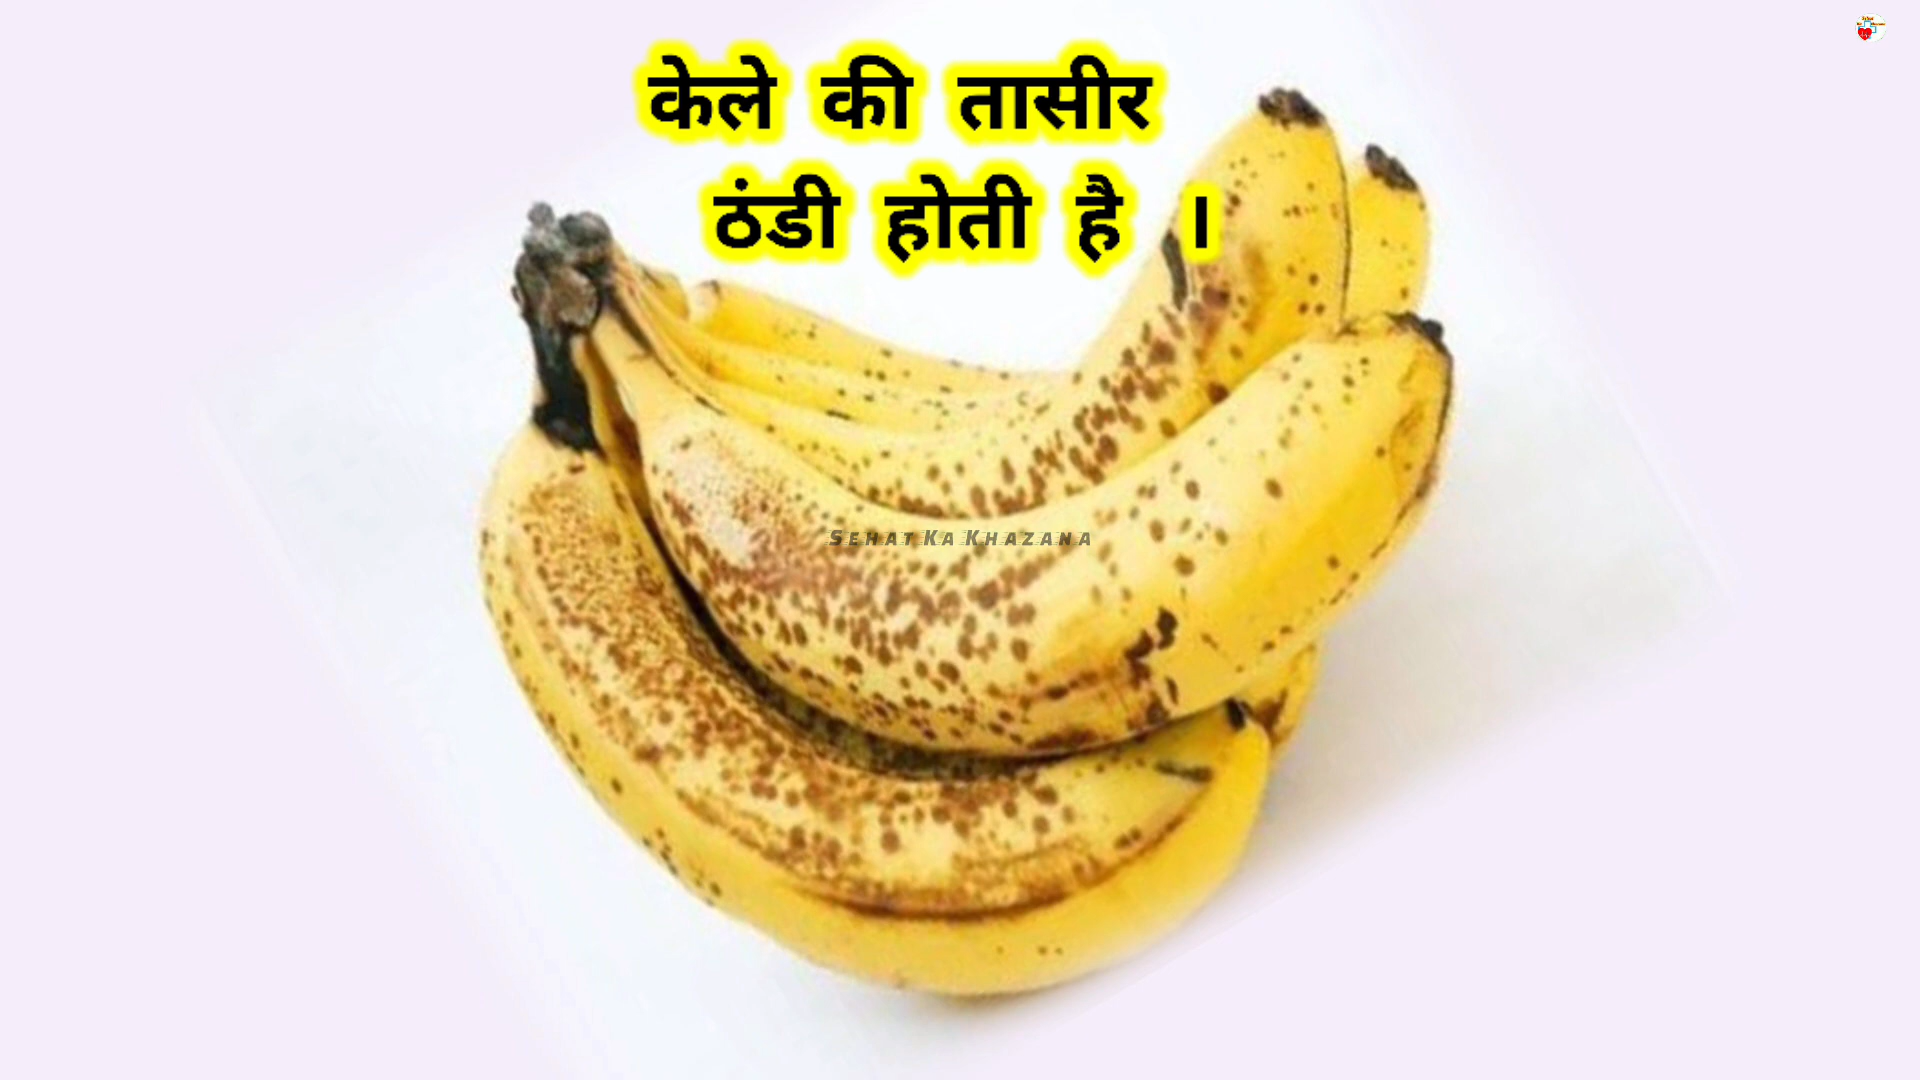 केले की तासीर
ठंडी होती है ।
SEHAT KA KHAZANA